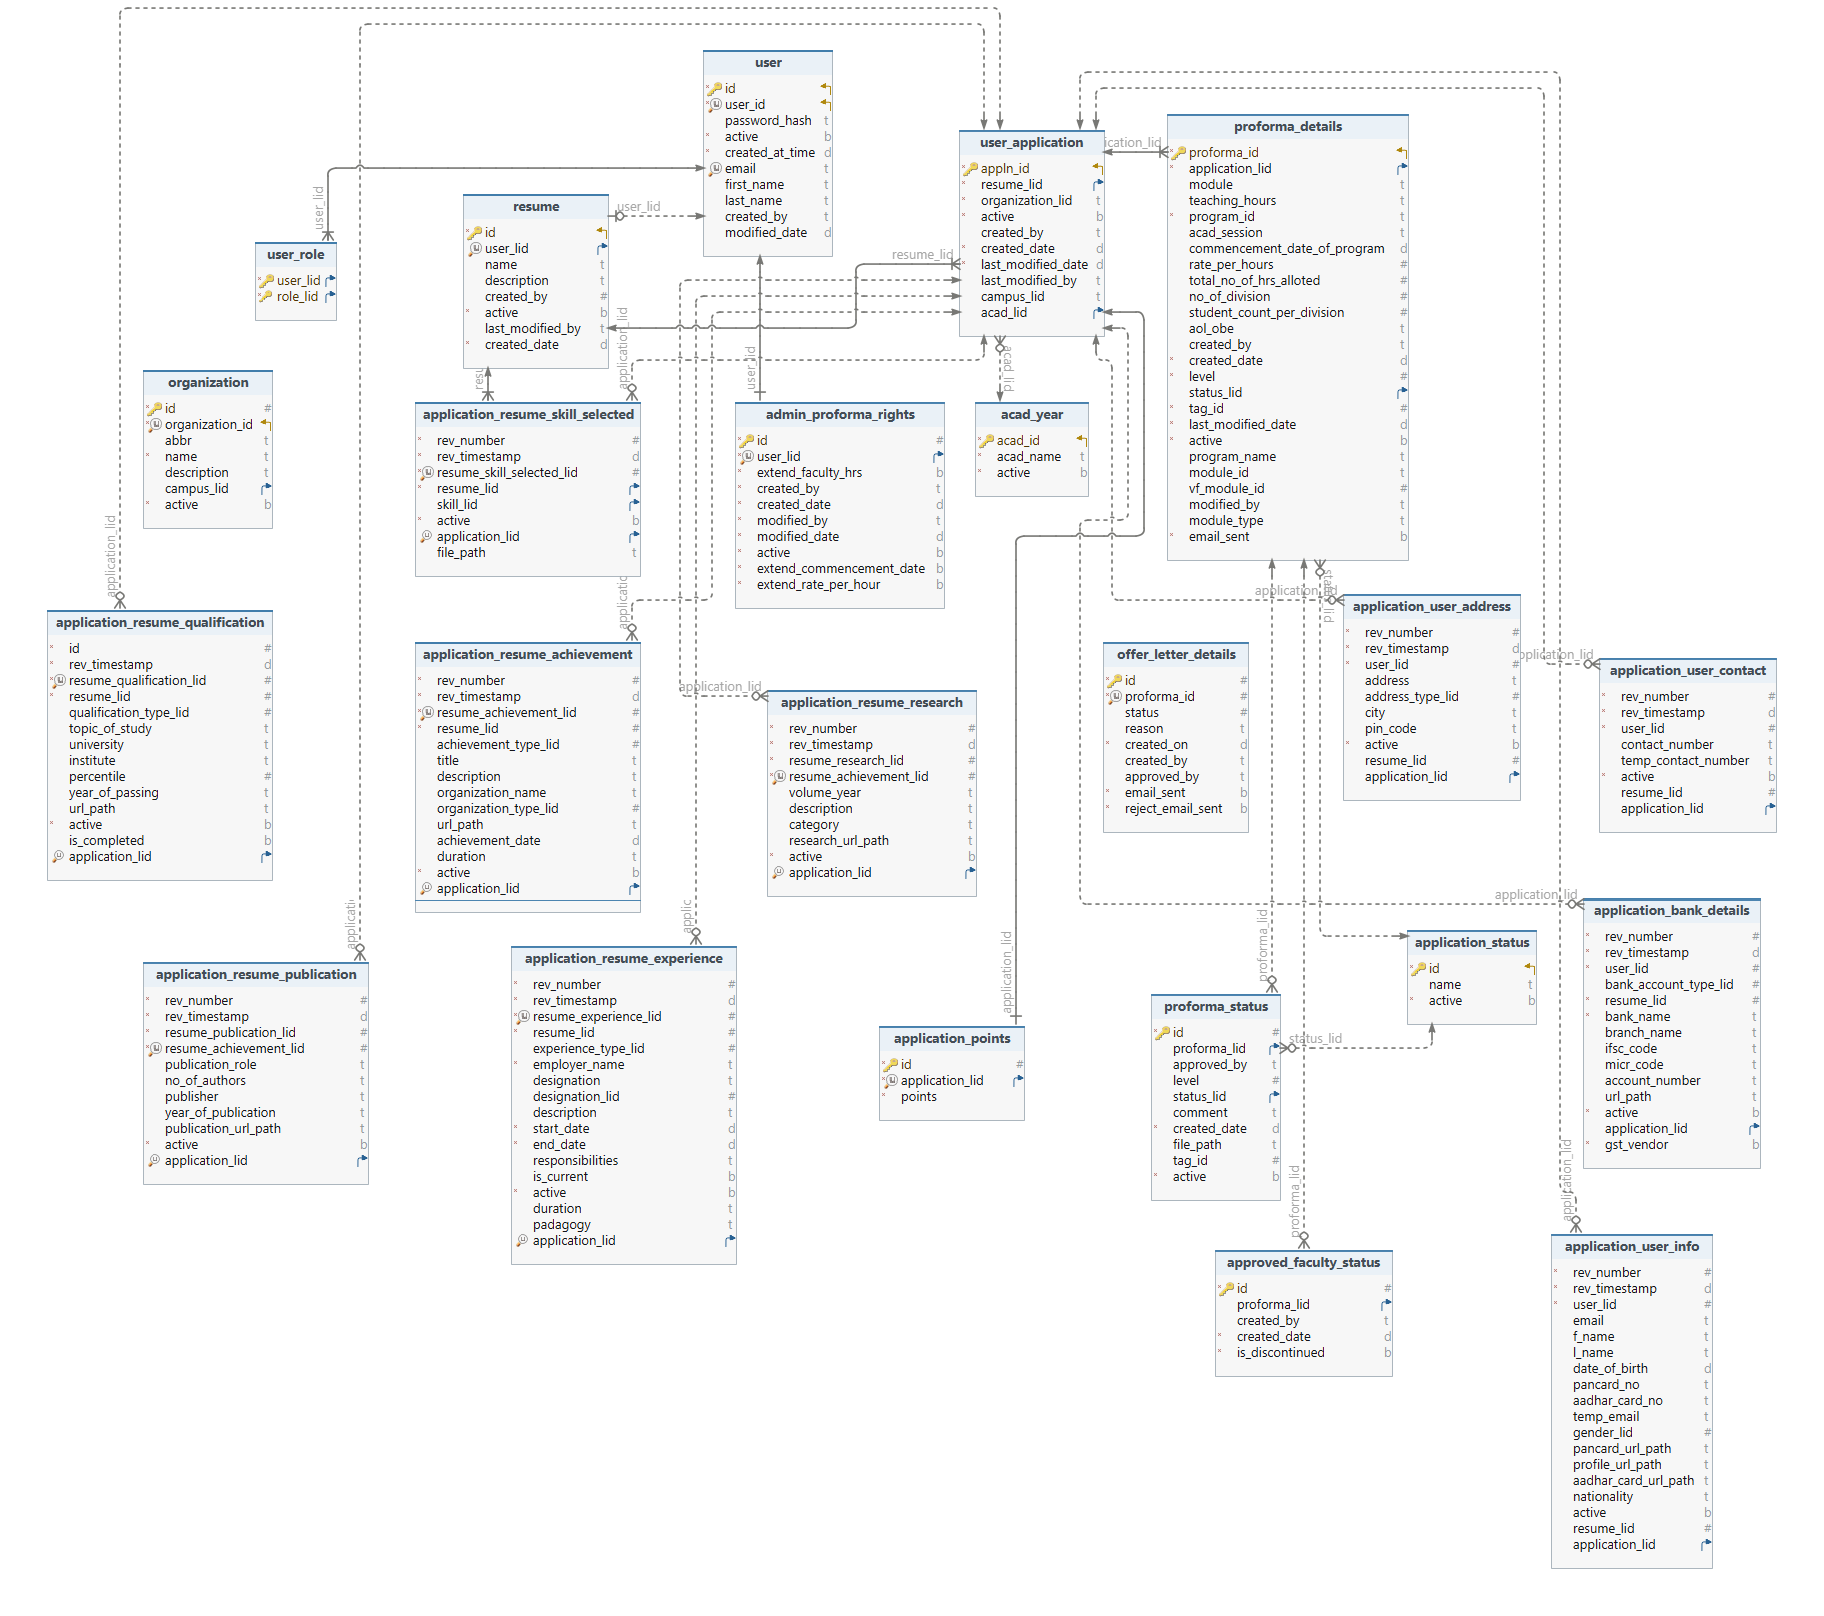 user
id
user_id
password_hash t
active b
created_at_time d
email t
first_name t
last_name t
created_by t
modified_date d
user_application
appln_id
resume_lid
organization_lid t
active b
created_by t
created_date d
last_modified_date d
last_modified_by t
campus_lid t
acad_lid
ication_lid
proforma_details
proforma_id
application_lid
module t
teaching_hours t
program_id t
acad_session t
commencement_date_of_program d
rate_per_hours #
total_no_of_hrs_alloted #
no_of_division #
student_count_per_division #
aol_obe t
created_by t
created_date d
level #
status_lid
tag_id #
last_modified_date d
active b
program_name t
module_id t
vf_module_id #
modified_by t
module_type t
email_sent b
user_lid
user_lid
resume_lid
resume
id
user_lid
name t
description t
created_by #
active b
last_modified_by t
created_date d
user_role
user_lid
role_lid
organization
id #
organization_id
abbr t
name t
description t
campus_lid
active b
resu
application_lid
user_lid
acad_lid
application_resume_skill_selected
rev_number #
rev_timestamp d
resume_skill_selected_lid #
resume_lid
skill_lid
active b
application_lid
file_path t
admin_proforma_rights
id #
user_lid
extend_faculty_hrs b
created_by t
created_date d
modified_by t
modified_date d
active b
extend_commencement_date b
extend_rate_per_hour b
acad_year
acad_id
acad_name t
active b
application_lid
application_resume_qualification
id #
rev_timestamp d
resume_qualification_lid #
resume_lid #
qualification_type_lid #
topic_of_study t
university t
institute t
percentile #
year_of_passing t
url_path t
active b
is_completed b
application_lid
applicati
application_resume_achievement
rev_number #
rev_timestamp d
resume_achievement_lid #
resume_lid #
achievement_type_lid #
title t
description t
organization_name t
organization_type_lid #
url_path t
achievement_date d
duration t
active b
application_lid
application_lid
application_resume_research
rev_number #
rev_timestamp d
resume_research_lid #
resume_achievement_lid #
volume_year t
description t
category t
research_url_path t
active b
application_lid
offer_letter_details
id #
proforma_id #
status #
reason t
created_on d
created_by t
approved_by t
email_sent b
reject_email_sent b
application_lid
application_user_address
rev_number #
rev_timestamp d
user_lid #
address t
address_type_lid #
city t
pin_code t
active b
resume_lid #
application_lid
pplication_lid
application_user_contact
rev_number #
rev_timestamp d
user_lid #
contact_number t
temp_contact_number t
active b
resume_lid #
application_lid
applicati
application_resume_publication
rev_number #
rev_timestamp d
resume_publication_lid #
resume_achievement_lid #
publication_role t
no_of_authors t
publisher t
year_of_publication t
publication_url_path t
active b
application_lid
applic
application_resume_experience
rev_number #
rev_timestamp d
resume_experience_lid #
resume_lid #
experience_type_lid #
employer_name t
designation t
designation_lid #
description t
start_date d
end_date d
responsibilities t
is_current b
active b
duration t
padagogy t
application_lid
application_lid
application_points
id #
application_lid
points
proforma_lid
proforma_status
id #
proforma_lid
approved_by t
level #
status_lid
comment t
created_date d
file_path t
tag_id #
active b
status_lid
application_status
id
name t
active b
application_lid
application_bank_details
rev_number #
rev_timestamp d
user_lid #
bank_account_type_lid #
resume_lid #
bank_name t
branch_name t
ifsc_code t
micr_code t
account_number t
url_path t
active b
application_lid
gst_vendor b
proforma_lid
approved_faculty_status
id #
proforma_lid
created_by t
created_date d
is_discontinued b
application_lid
application_user_info
rev_number #
rev_timestamp d
user_lid #
email t
f_name t
l_name t
date_of_birth d
pancard_no t
aadhar_card_no t
temp_email t
gender_lid #
pancard_url_path t
profile_url_path t
aadhar_card_url_path t
nationality t
active b
resume_lid #
application_lid